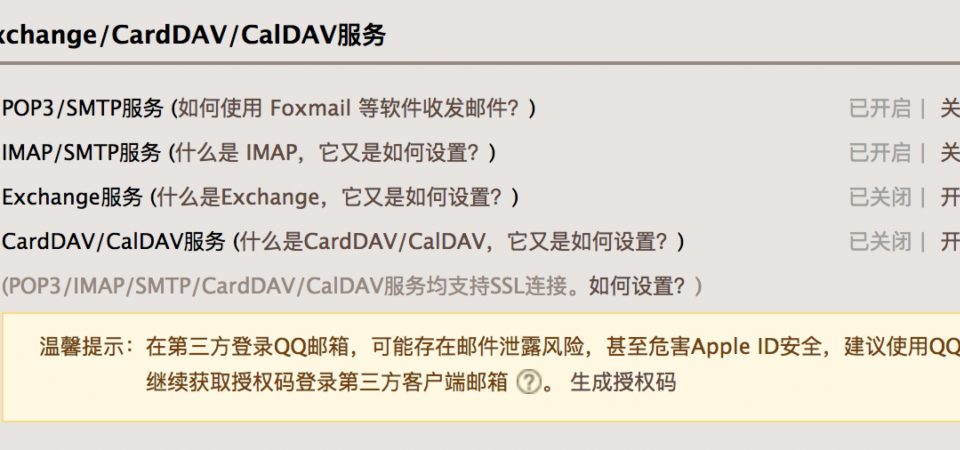 xchange/CardDAV/CalDAV服务
POP3/SMTP服务 (如何使用 Foxmail 等软件收发邮件？) 已开启 | 关
IMAP/SMTP服务 (什么是 IMAP，它又是如何设置？) 已开启 | 关
Exchange服务 (什么是Exchange，它又是如何设置？) 已关闭 | 开
CardDAV/CalDAV服务 (什么是CardDAV/CalDAV，它又是如何设置？) 已关闭 | 开
(POP3/IMAP/SMTP/CardDAV/CalDAV服务均支持SSL连接。如何设置？)
温馨提示：在第三方登录QQ邮箱，可能存在邮件泄露风险，甚至危害Apple ID安全，建议使用QQ
继续获取授权码登录第三方客户端邮箱 ?。 生成授权码